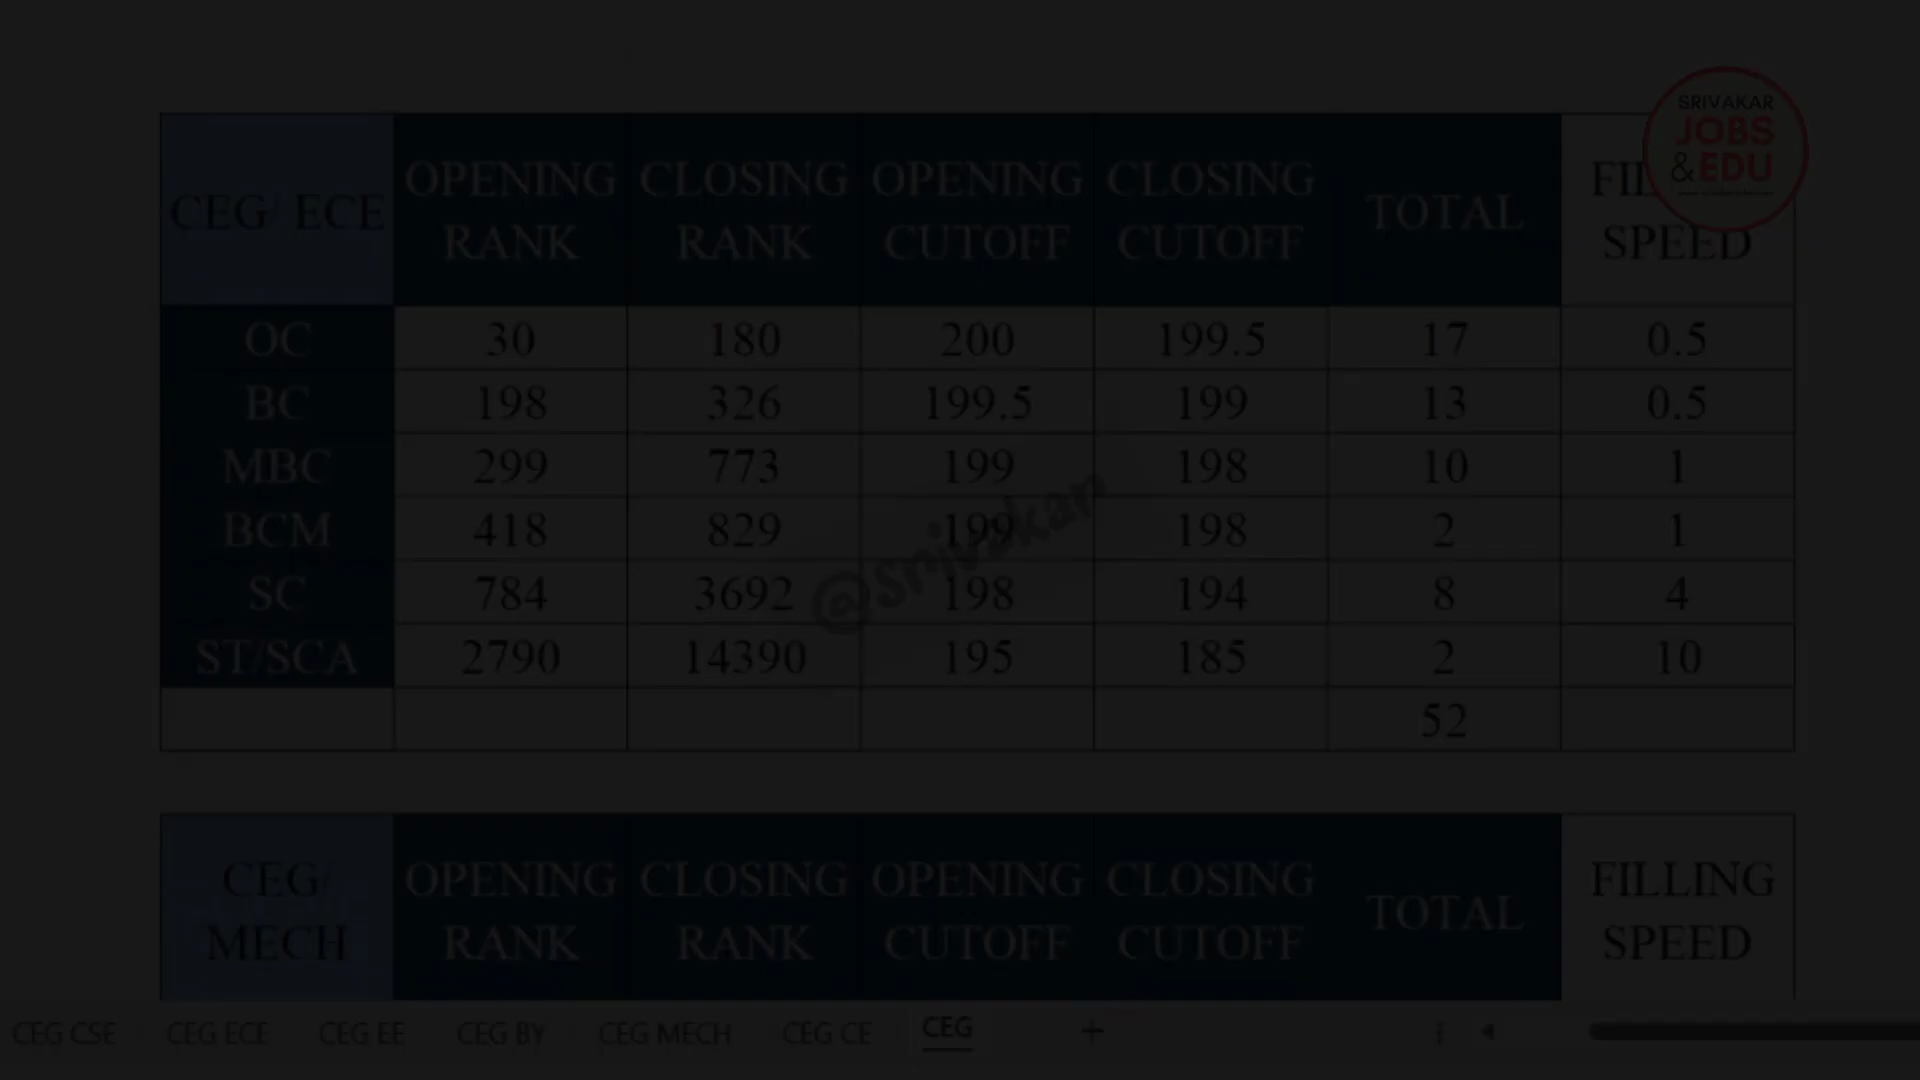 SRIVAKAR
JOBS
& EDU
CEG/ ECE OPENING RANK CLOSING RANK OPENING CUTOFF CLOSING CUTOFF TOTAL SPEED
OC 30 180 200 199.5 17 0.5
BC 198 326 199.5 199 13 0.5
MBC 299 773 199 198 10 1
BCM 418 829 199 198 2 1
SC 784 3692 198 194 8 4
ST/SCA 2790 14390 195 185 2 10
52
@Srivakar
CEG/ MECH OPENING RANK CLOSING RANK OPENING CUTOFF CLOSING CUTOFF TOTAL FILLING SPEED
CEG CSE CEG ECE CEG EE CEG BY CEG MECH CEG CE CEG +